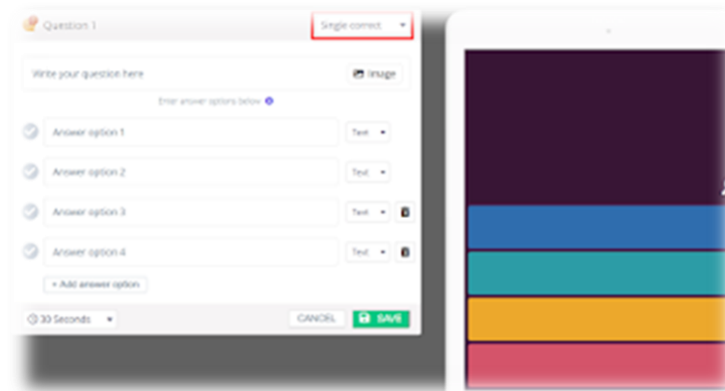 Question 1
Single correct
Write your question here
Image
Enter answer options below
Answer option 1
Text
Answer option 2
Text
Answer option 3
Text
Answer option 4
Text
+ Add answer option
30 Seconds
CANCEL
SAVE